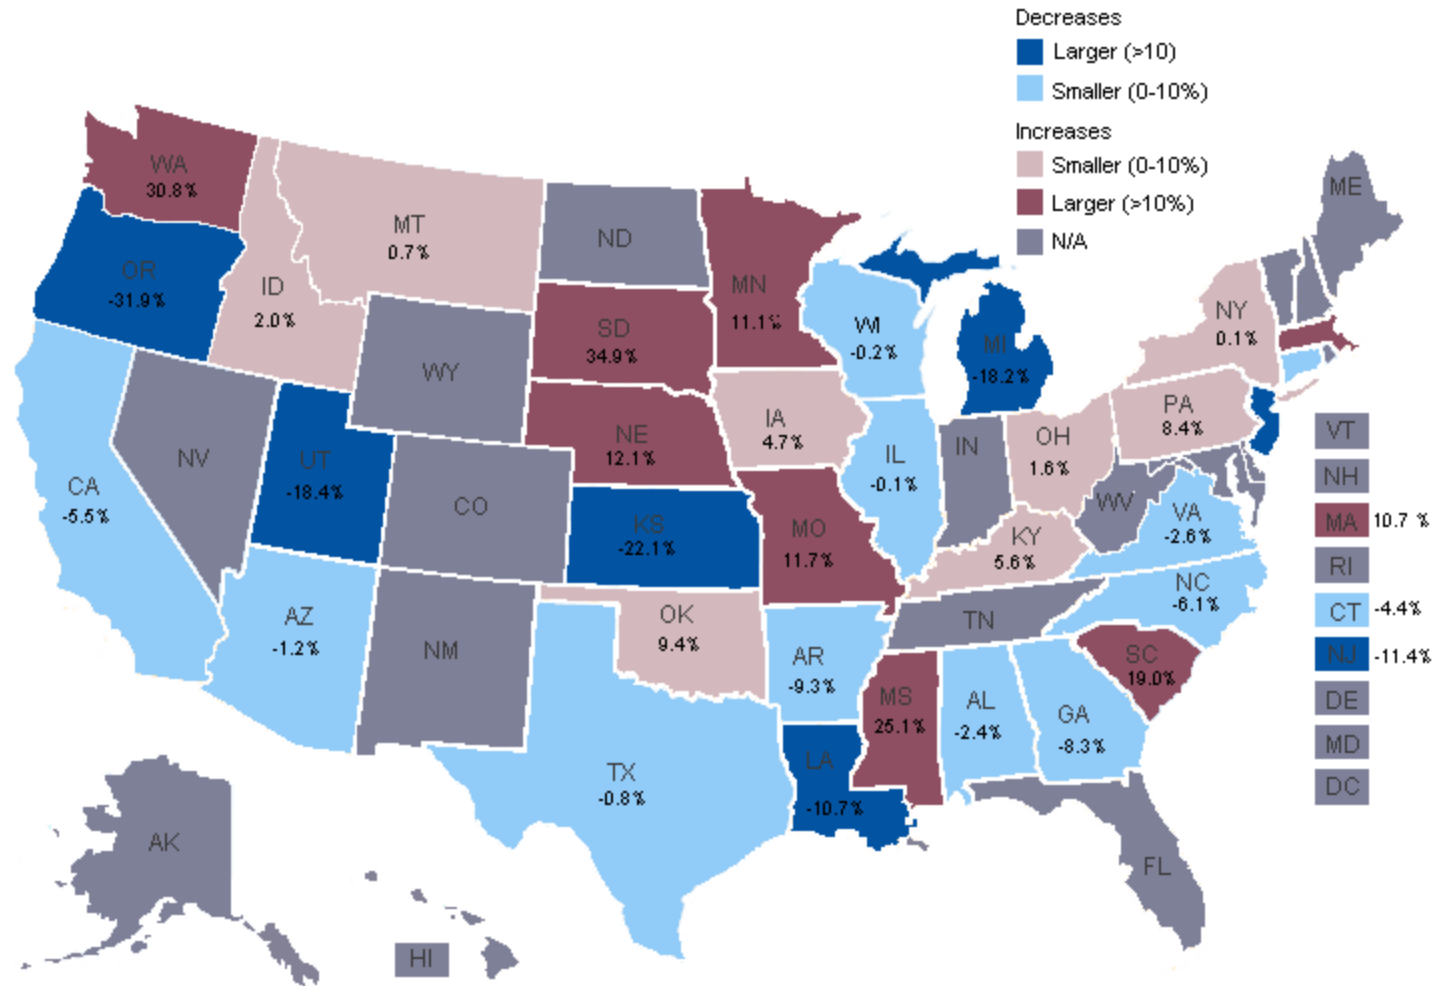 Decreases
Larger (>10)
Smaller (0-10%)
Increases
Smaller (0-10%)
Larger (>10%)
N/A
WA
30.8%
OR
-31.9%
ID
2.0%
MT
0.7%
ND
MN
11.1%
SD
34.9%
WY
WI
-0.2%
MI
-18.2%
NY
0.1%
ME
CA
-5.5%
NV
UT
-18.4%
CO
NE
12.1%
IA
4.7%
IL
-0.1%
IN
OH
1.6%
PA
8.4%
WV
VA
-2.6%
KS
-22.1%
MO
11.7%
KY
5.6%
NC
-6.1%
TN
AZ
-1.2%
NM
OK
9.4%
AR
-9.3%
SC
19.0%
MS
25.1%
AL
-2.4%
GA
-8.3%
TX
-0.8%
LA
-10.7%
FL
AK
HI
VT
NH
MA 10.7 %
RI
CT -4.4%
NJ -11.4%
DE
MD
DC